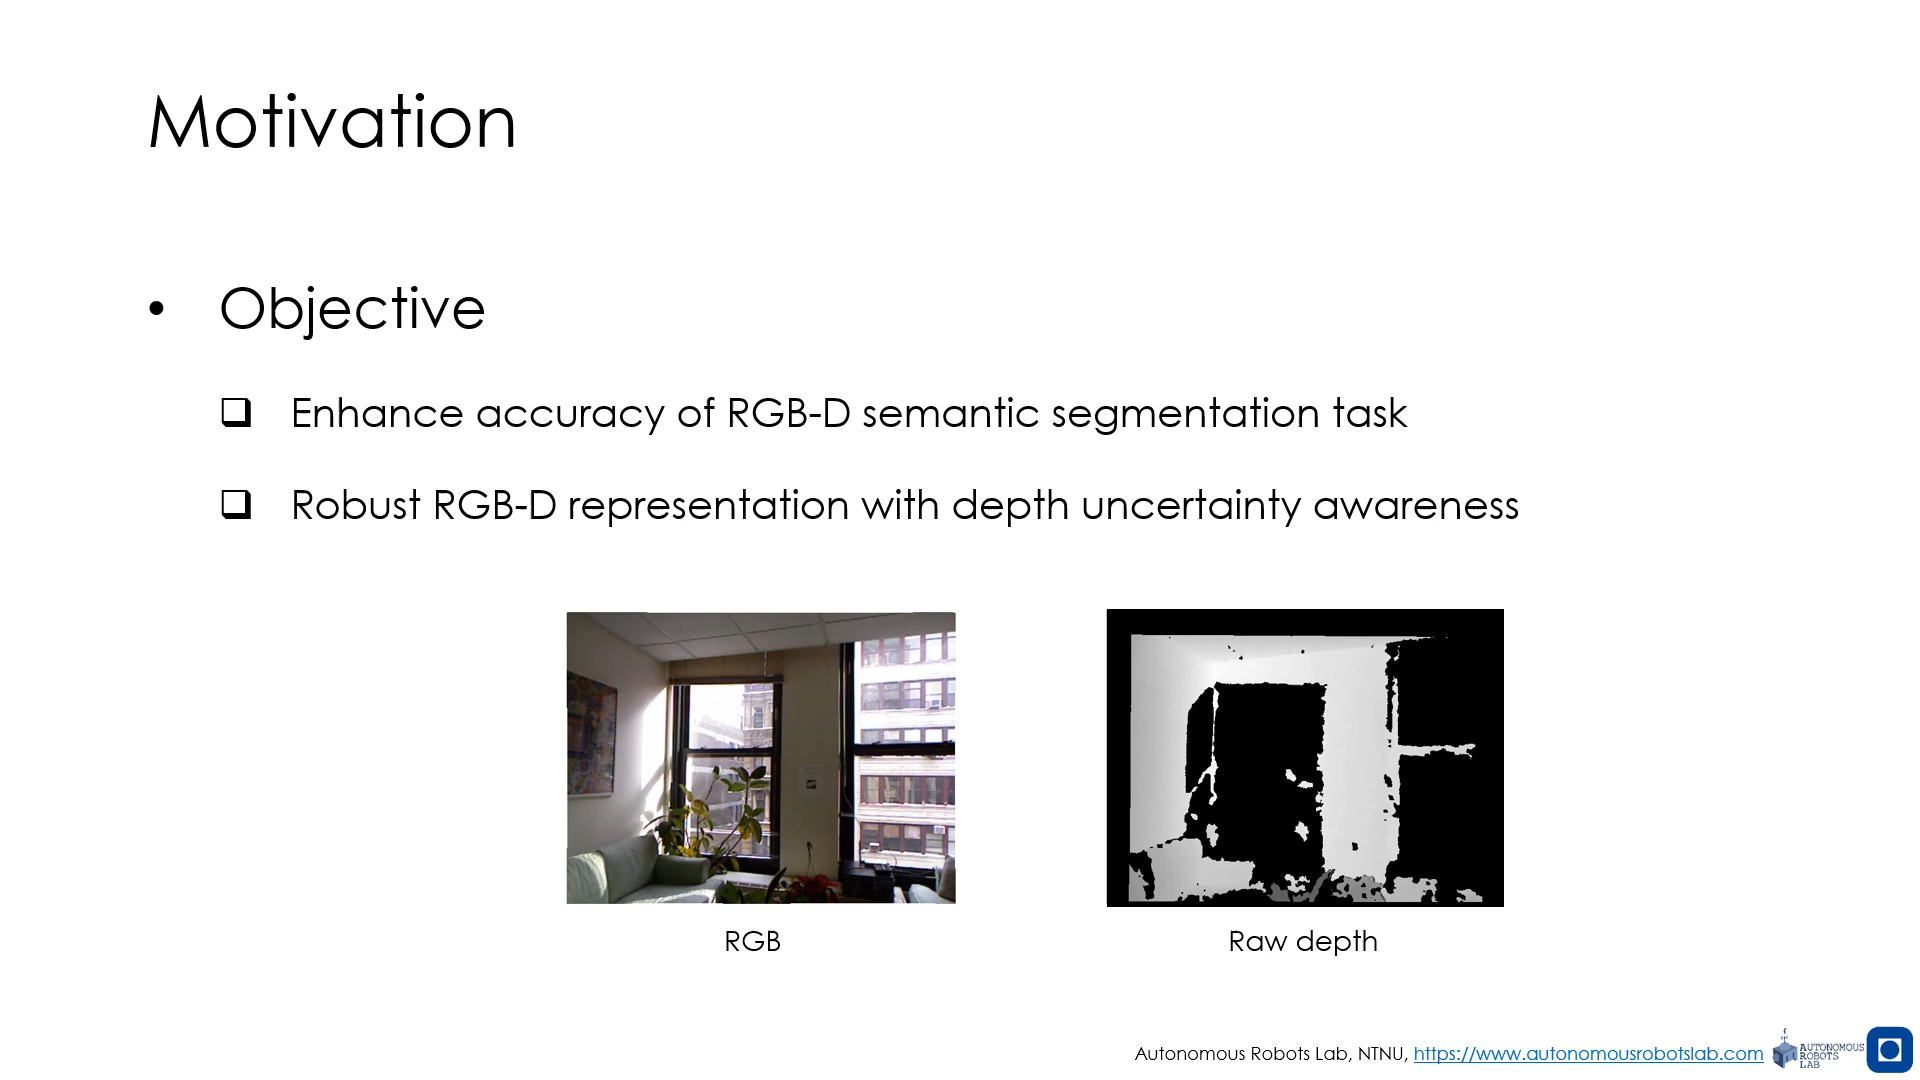 Motivation
• Objective
❑ Enhance accuracy of RGB-D semantic segmentation task
❑ Robust RGB-D representation with depth uncertainty awareness
RGB
Raw depth
Autonomous Robots Lab, NTNU, https://www.autonomousrobotslab.com
AUTONOMOUS
ROBOTS
LAB